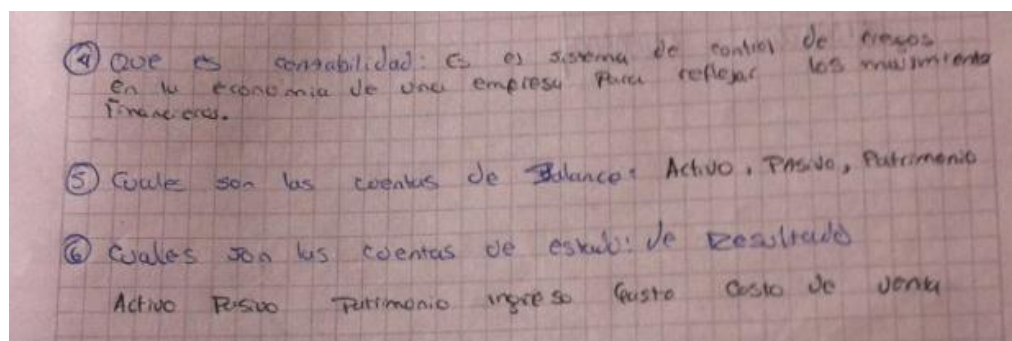 ④ Que es contabilidad: Es el sistema de control de riesgos
en la economia de una empresa Para reflejar los muimiento
Financieros.
⑤ Cuales son las cuentas de Balance: Activo, Pasivo, Patrimonio
⑥ Cuales son las cuentas de estado: de Resultado
Activo Pasivo Patrimonio ingreso Gasto Costo de venta